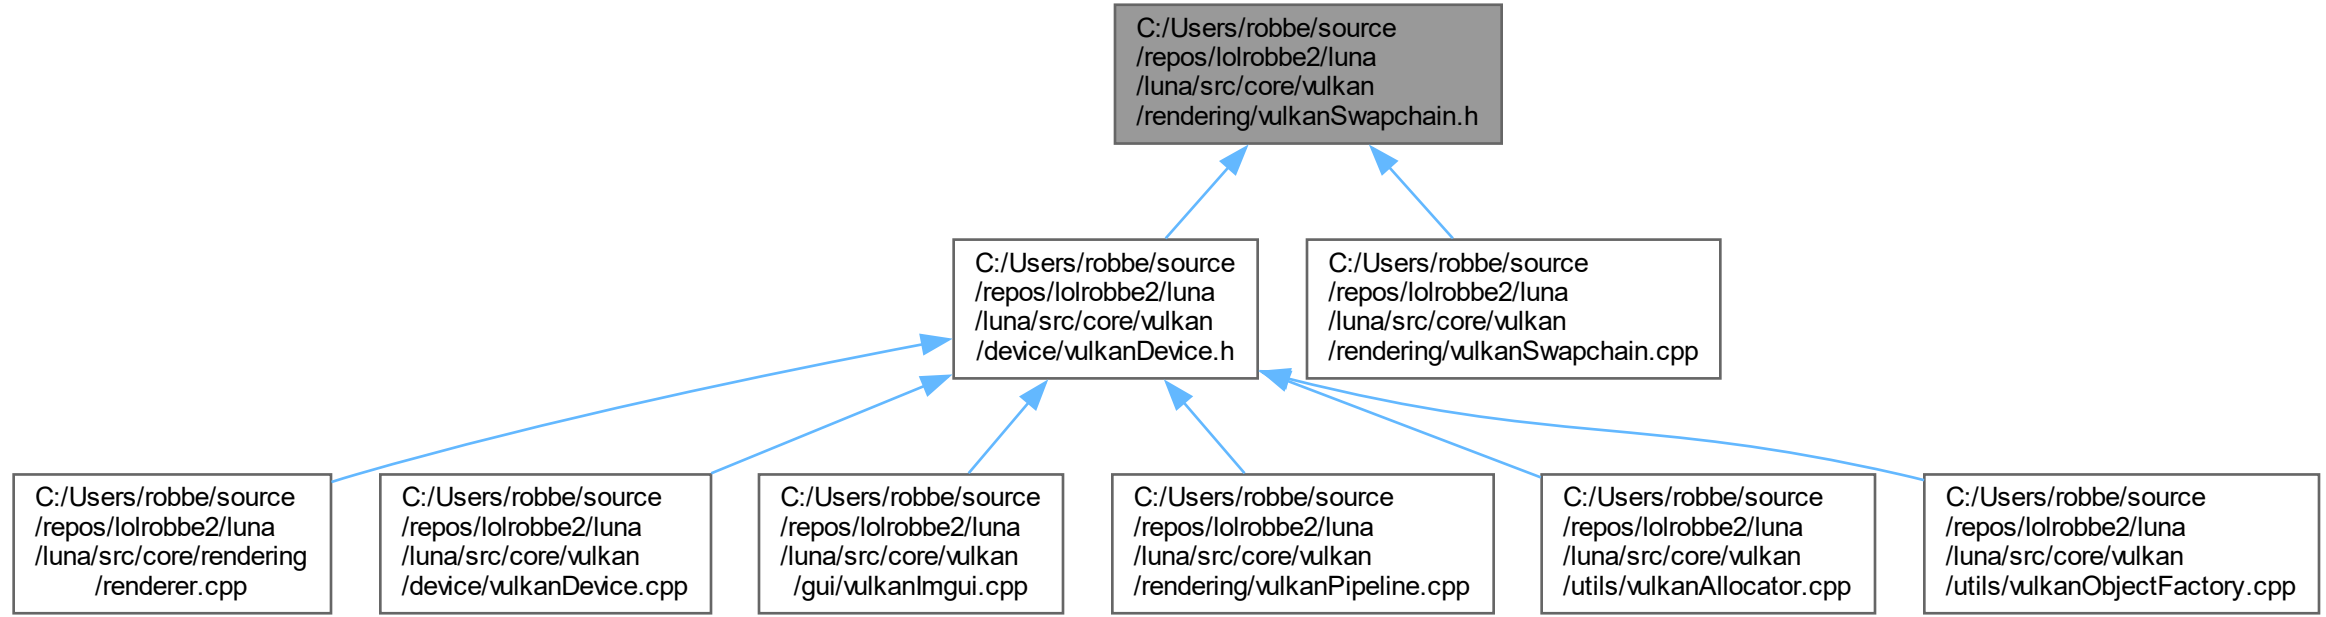 C:/Users/robbe/source
/repos/lolrobbe2/luna
/luna/src/core/vulkan
/rendering/vulkanSwapchain.h
C:/Users/robbe/source
/repos/lolrobbe2/luna
/luna/src/core/vulkan
/device/vulkanDevice.h
C:/Users/robbe/source
/repos/lolrobbe2/luna
/luna/src/core/vulkan
/rendering/vulkanSwapchain.cpp
C:/Users/robbe/source
/repos/lolrobbe2/luna
/luna/src/core/rendering
/renderer.cpp
C:/Users/robbe/source
/repos/lolrobbe2/luna
/luna/src/core/vulkan
/device/vulkanDevice.cpp
C:/Users/robbe/source
/repos/lolrobbe2/luna
/luna/src/core/vulkan
/gui/vulkanImgui.cpp
C:/Users/robbe/source
/repos/lolrobbe2/luna
/luna/src/core/vulkan
/rendering/vulkanPipeline.cpp
C:/Users/robbe/source
/repos/lolrobbe2/luna
/luna/src/core/vulkan
/utils/vulkanAllocator.cpp
C:/Users/robbe/source
/repos/lolrobbe2/luna
/luna/src/core/vulkan
/utils/vulkanObjectFactory.cpp